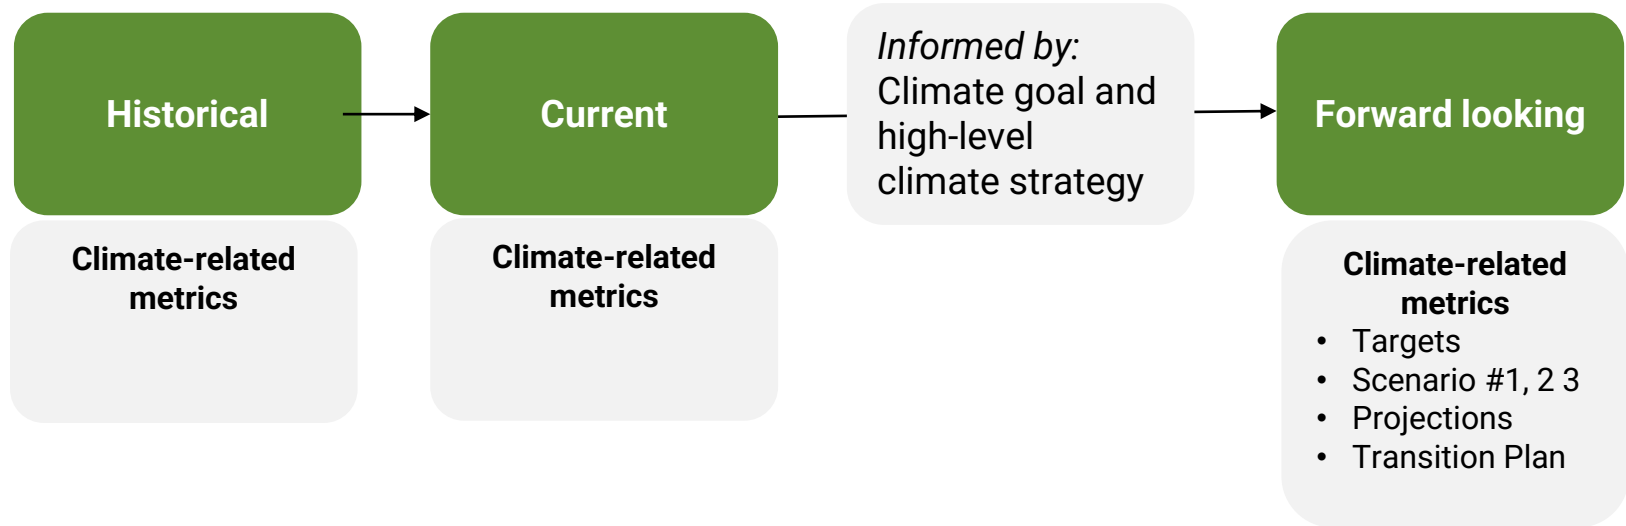 Historical
Current
Informed by:
Climate goal and
high-level
climate strategy
Forward looking
Climate-related
metrics
Climate-related
metrics
Climate-related
metrics
• Targets
• Scenario #1, 2 3
• Projections
• Transition Plan